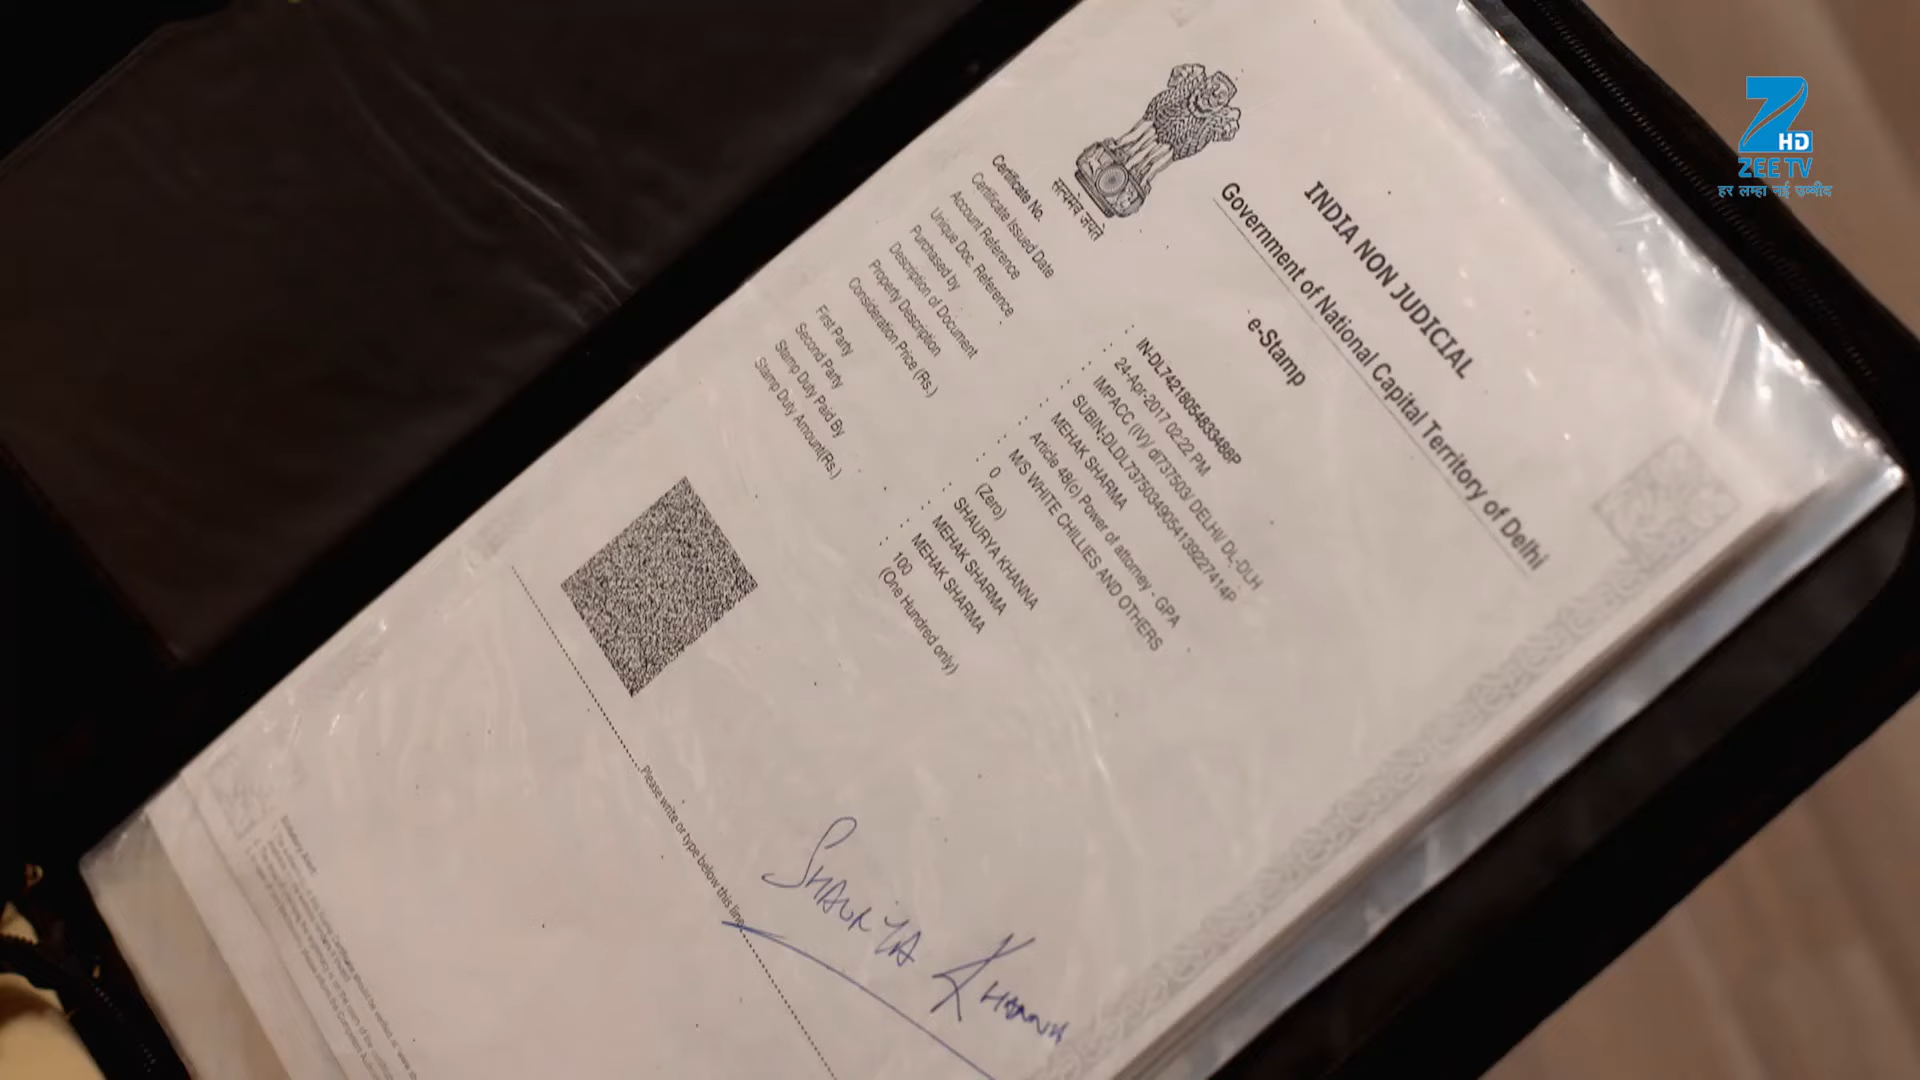 INDIA NON JUDICIAL
Government of National Capital Territory of Delhi
e-Stamp
सत्यमेव जयते
Certificate No. : IN-DL74218054833488P
Certificate Issued Date : 24-Apr-2017 02:22 PM
Account Reference : IMPACC (IV)/ dl737503/ DELHI/ DL-DLH
Unique Doc. Reference : SUBIN-DLDL73750349054139227414P
Purchased by : MEHAK SHARMA
Description of Document : Article 48(c) Power of attorney - GPA
Property Description : M/S WHITE CHILLIES AND OTHERS
Consideration Price (Rs.) : 0
(Zero)
First Party : SHAURYA KHANNA
Second Party : MEHAK SHARMA
Stamp Duty Paid By : MEHAK SHARMA
Stamp Duty Amount(Rs.) : 100
(One Hundred only)
Please write or type below this line
SHAURYA KHANNA
Statutory Alert:
Z HD
ZEE TV
हर लम्हा नई उम्मीद